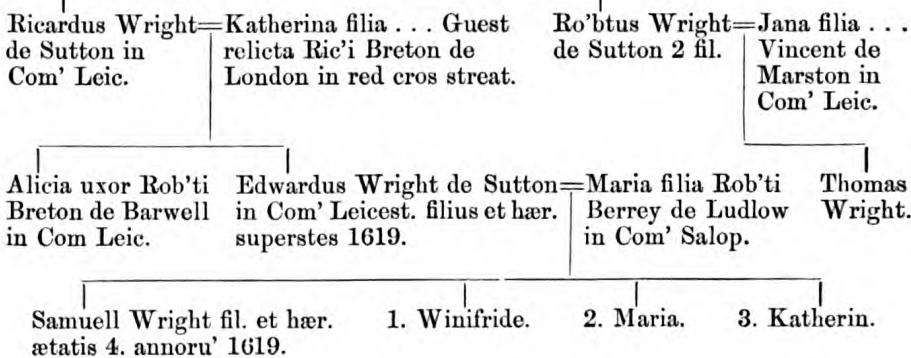 Ricardus Wright=Katherina filia . . . Guest
de Sutton in relicta Ric'i Breton de
Com' Leic. London in red cros streat.
Ro'btus Wright=Jana filia . . .
de Sutton 2 fil. Vincent de
Marston in
Com' Leic.
Alicia uxor Rob'ti
Breton de Barwell
in Com Leic.
Edwardus Wright de Sutton=Maria filia Rob'ti
in Com' Leicest. filius et hær. Berrey de Ludlow
superstes 1619. in Com' Salop.
Thomas
Wright.
Samuell Wright fil. et hær.
ætatis 4. annoru' 1619.
1. Winifride.
2. Maria.
3. Katherin.